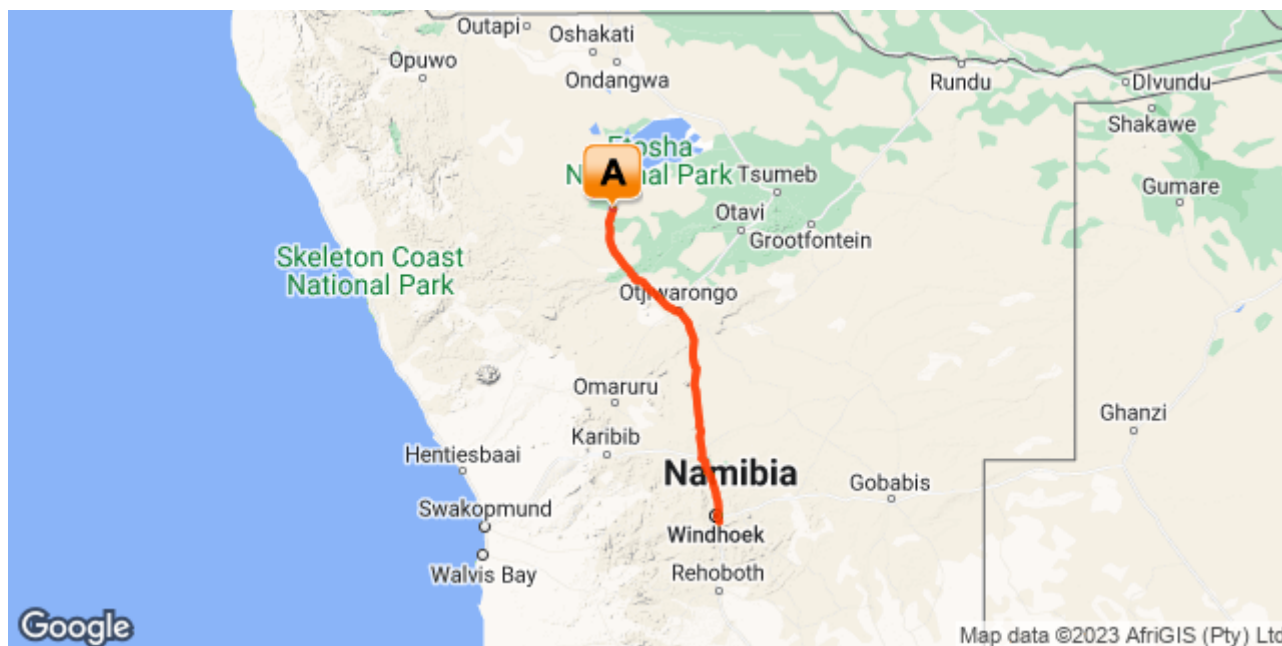 Outapi
Oshakati
Opuwo
Ondangwa
Rundu
DIvundu
Shakawe
Etosha
National Park
A
Tsumeb
Gumare
Otavi
Grootfontein
Skeleton Coast
National Park
Otjiwarongo
Omaruru
Ghanzi
Karibib
Hentiesbaai
Namibia
Gobabis
Swakopmund
Windhoek
Walvis Bay
Rehoboth
Google
Map data ©2023 AfriGIS (Pty) Ltd